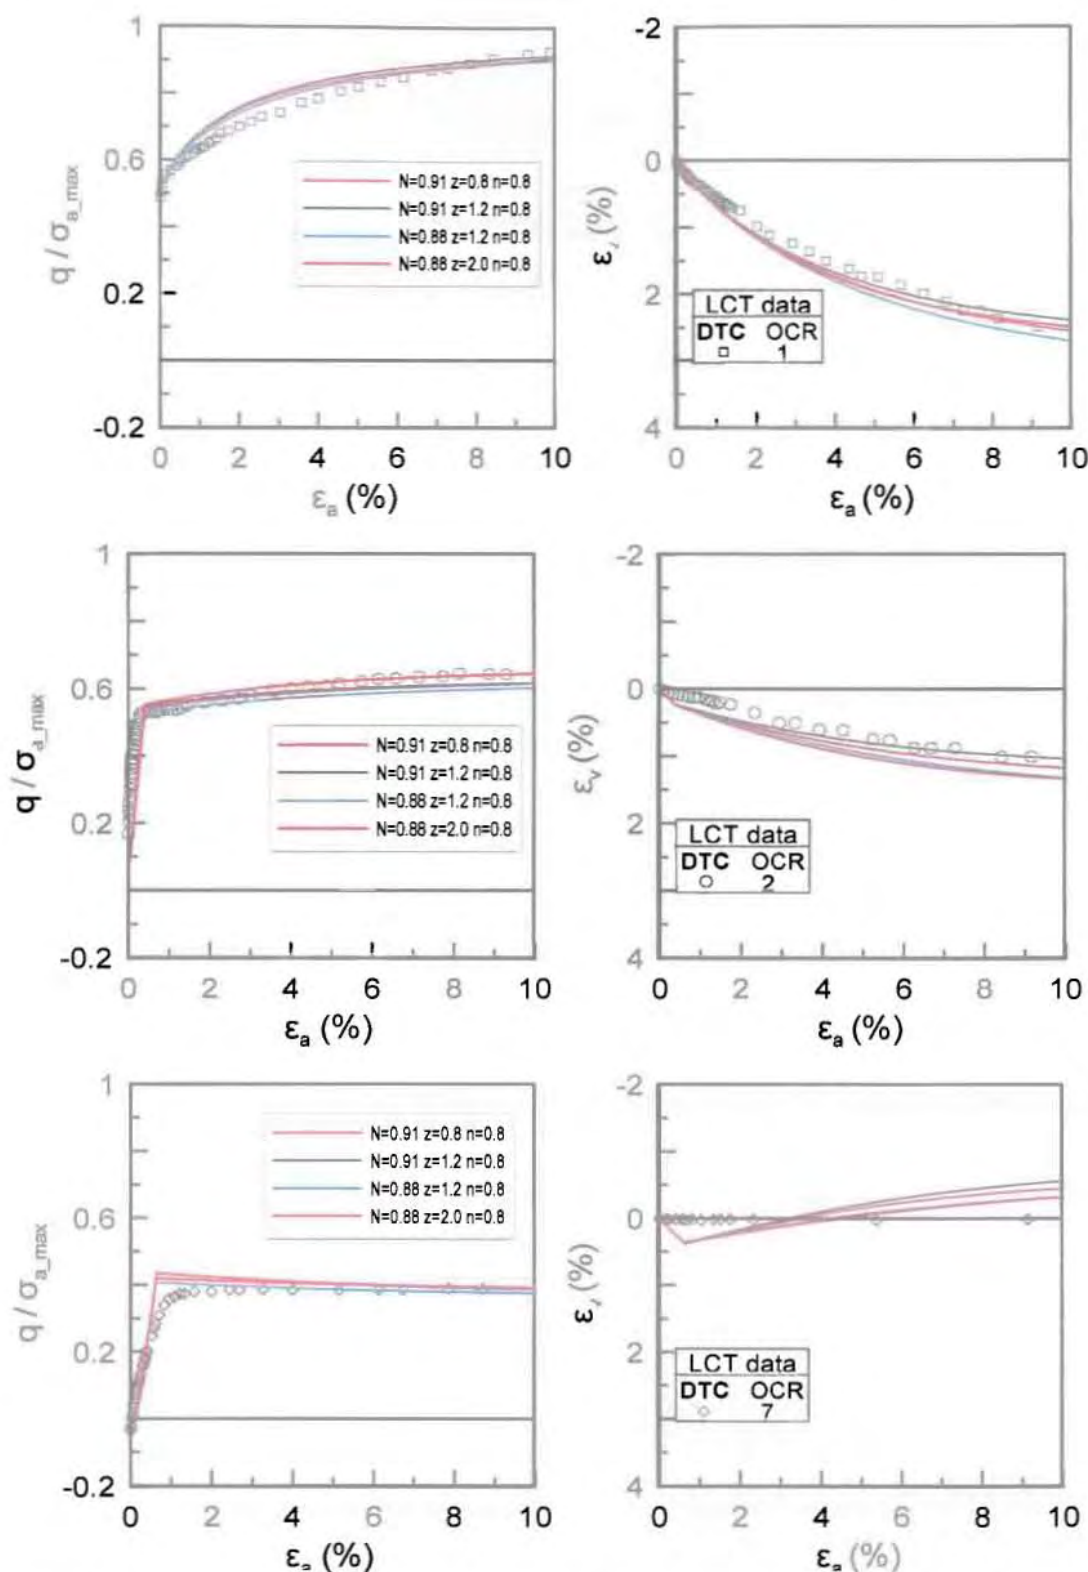 1
0.6
0.2
-0.2
q / σa_max
0 2 4 6 8 10
εa (%)
N=0.91 z=0.8 n=0.8
N=0.91 z=1.2 n=0.8
N=0.88 z=1.2 n=0.8
N=0.88 z=2.0 n=0.8
-2
0
2
4
(%)
0 2 4 6 8 10
εa (%)
LCT data
DTC OCR
1
1
0.6
0.2
-0.2
q / σa_max
0 2 4 6 8 10
εa (%)
N=0.91 z=0.8 n=0.8
N=0.91 z=1.2 n=0.8
N=0.88 z=1.2 n=0.8
N=0.88 z=2.0 n=0.8
-2
0
2
4
εv (%)
0 2 4 6 8 10
εa (%)
LCT data
DTC OCR
2
1
0.6
0.2
-0.2
q / σa_max
0 2 4 6 8 10
εa (%)
N=0.91 z=0.8 n=0.8
N=0.91 z=1.2 n=0.8
N=0.88 z=1.2 n=0.8
N=0.88 z=2.0 n=0.8
-2
0
2
4
(%)
0 2 4 6 8 10
εa (%)
LCT data
DTC OCR
7